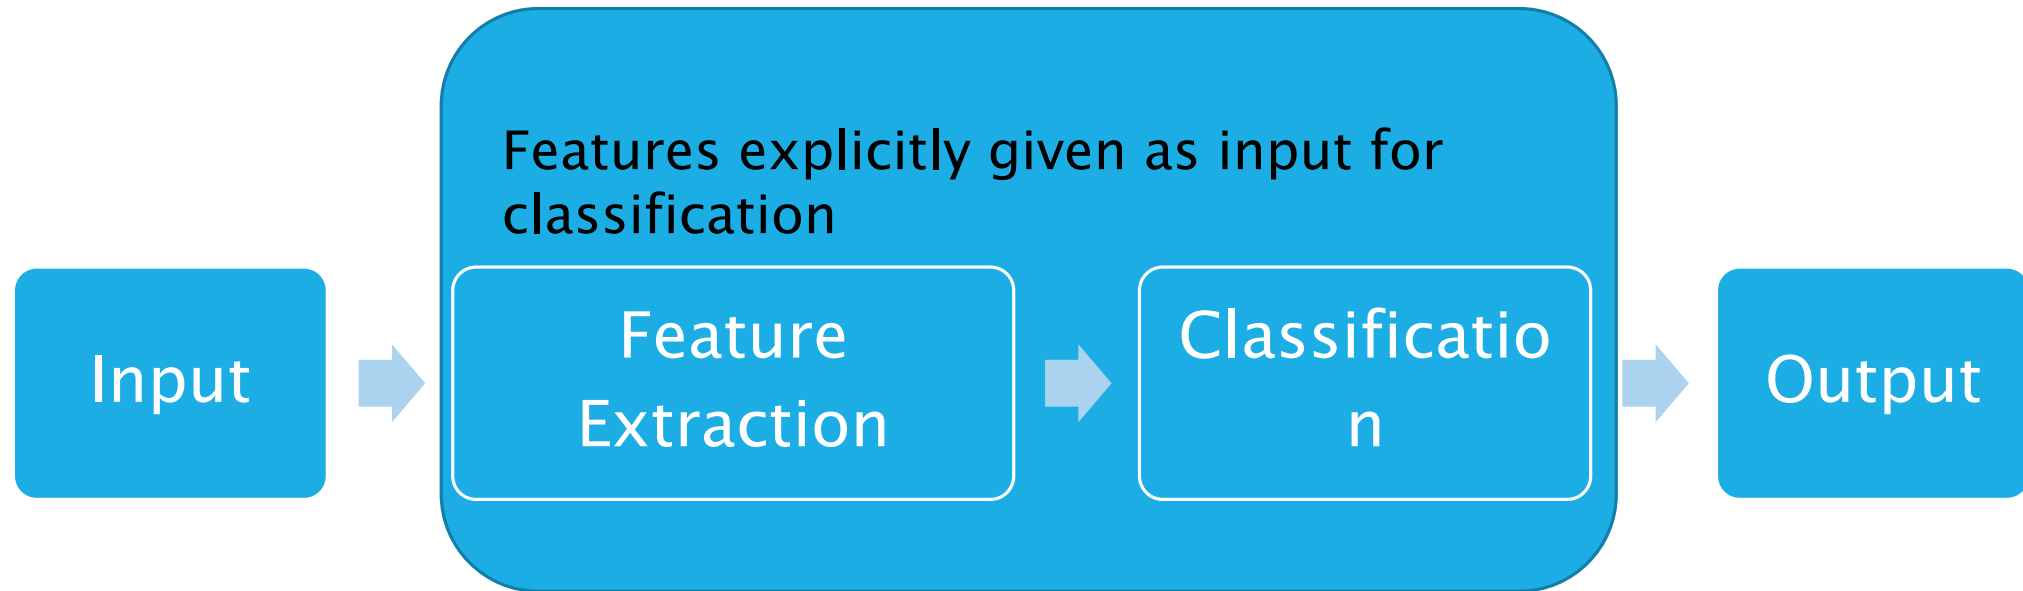 Features explicitly given as input for
classification
Input
Feature
Extraction
Classificatio
n
Output